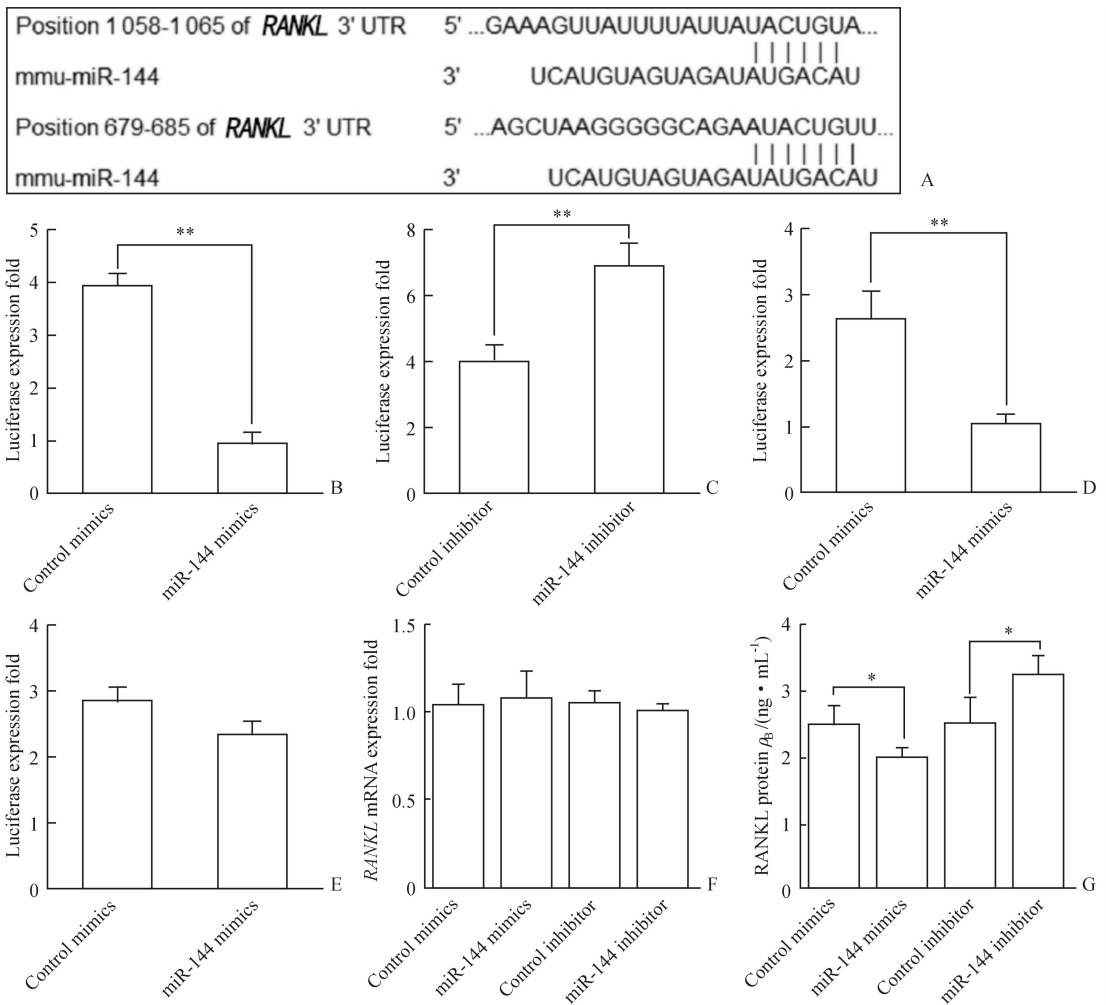 Position 1 058-1 065 of RANKL 3' UTR 5' ...GAAAGUUAUUUUAUUAUACUGUA...
mmu-miR-144 3' UCAUGUAGUAGAUAUGACAU
Position 679-685 of RANKL 3' UTR 5' ...AGCUAAGGGGGCAGAAUACUGUU...
mmu-miR-144 3' UCAUGUAGUAGAUAUGACAU
A
Luciferase expression fold
5
4
3
2
1
0
**
Control mimics
miR-144 mimics
B
Luciferase expression fold
8
6
4
2
0
**
Control inhibitor
miR-144 inhibitor
C
Luciferase expression fold
4
3
2
1
0
**
Control mimics
miR-144 mimics
D
Luciferase expression fold
4
3
2
1
0
Control mimics
miR-144 mimics
E
RANKL mRNA expression fold
1.5
1.0
0.5
0
Control mimics
miR-144 mimics
Control inhibitor
miR-144 inhibitor
F
RANKL protein ρB/(ng • mL⁻¹)
4
3
2
1
0
*
*
Control mimics
miR-144 mimics
Control inhibitor
miR-144 inhibitor
G